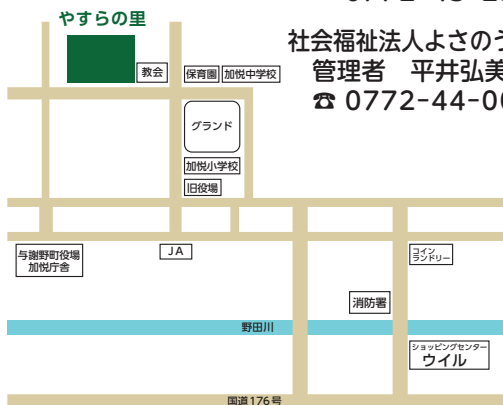 やすらの里
社会福祉法人よさのう
管理者 平井弘美
☎ 0772-44-0
教会
保育園
加悦中学校
グランド
加悦小学校
旧役場
与謝野町役場
加悦庁舎
JA
コイン
ランドリー
消防署
野田川
ショッピングセンター
ウイル
国道176号